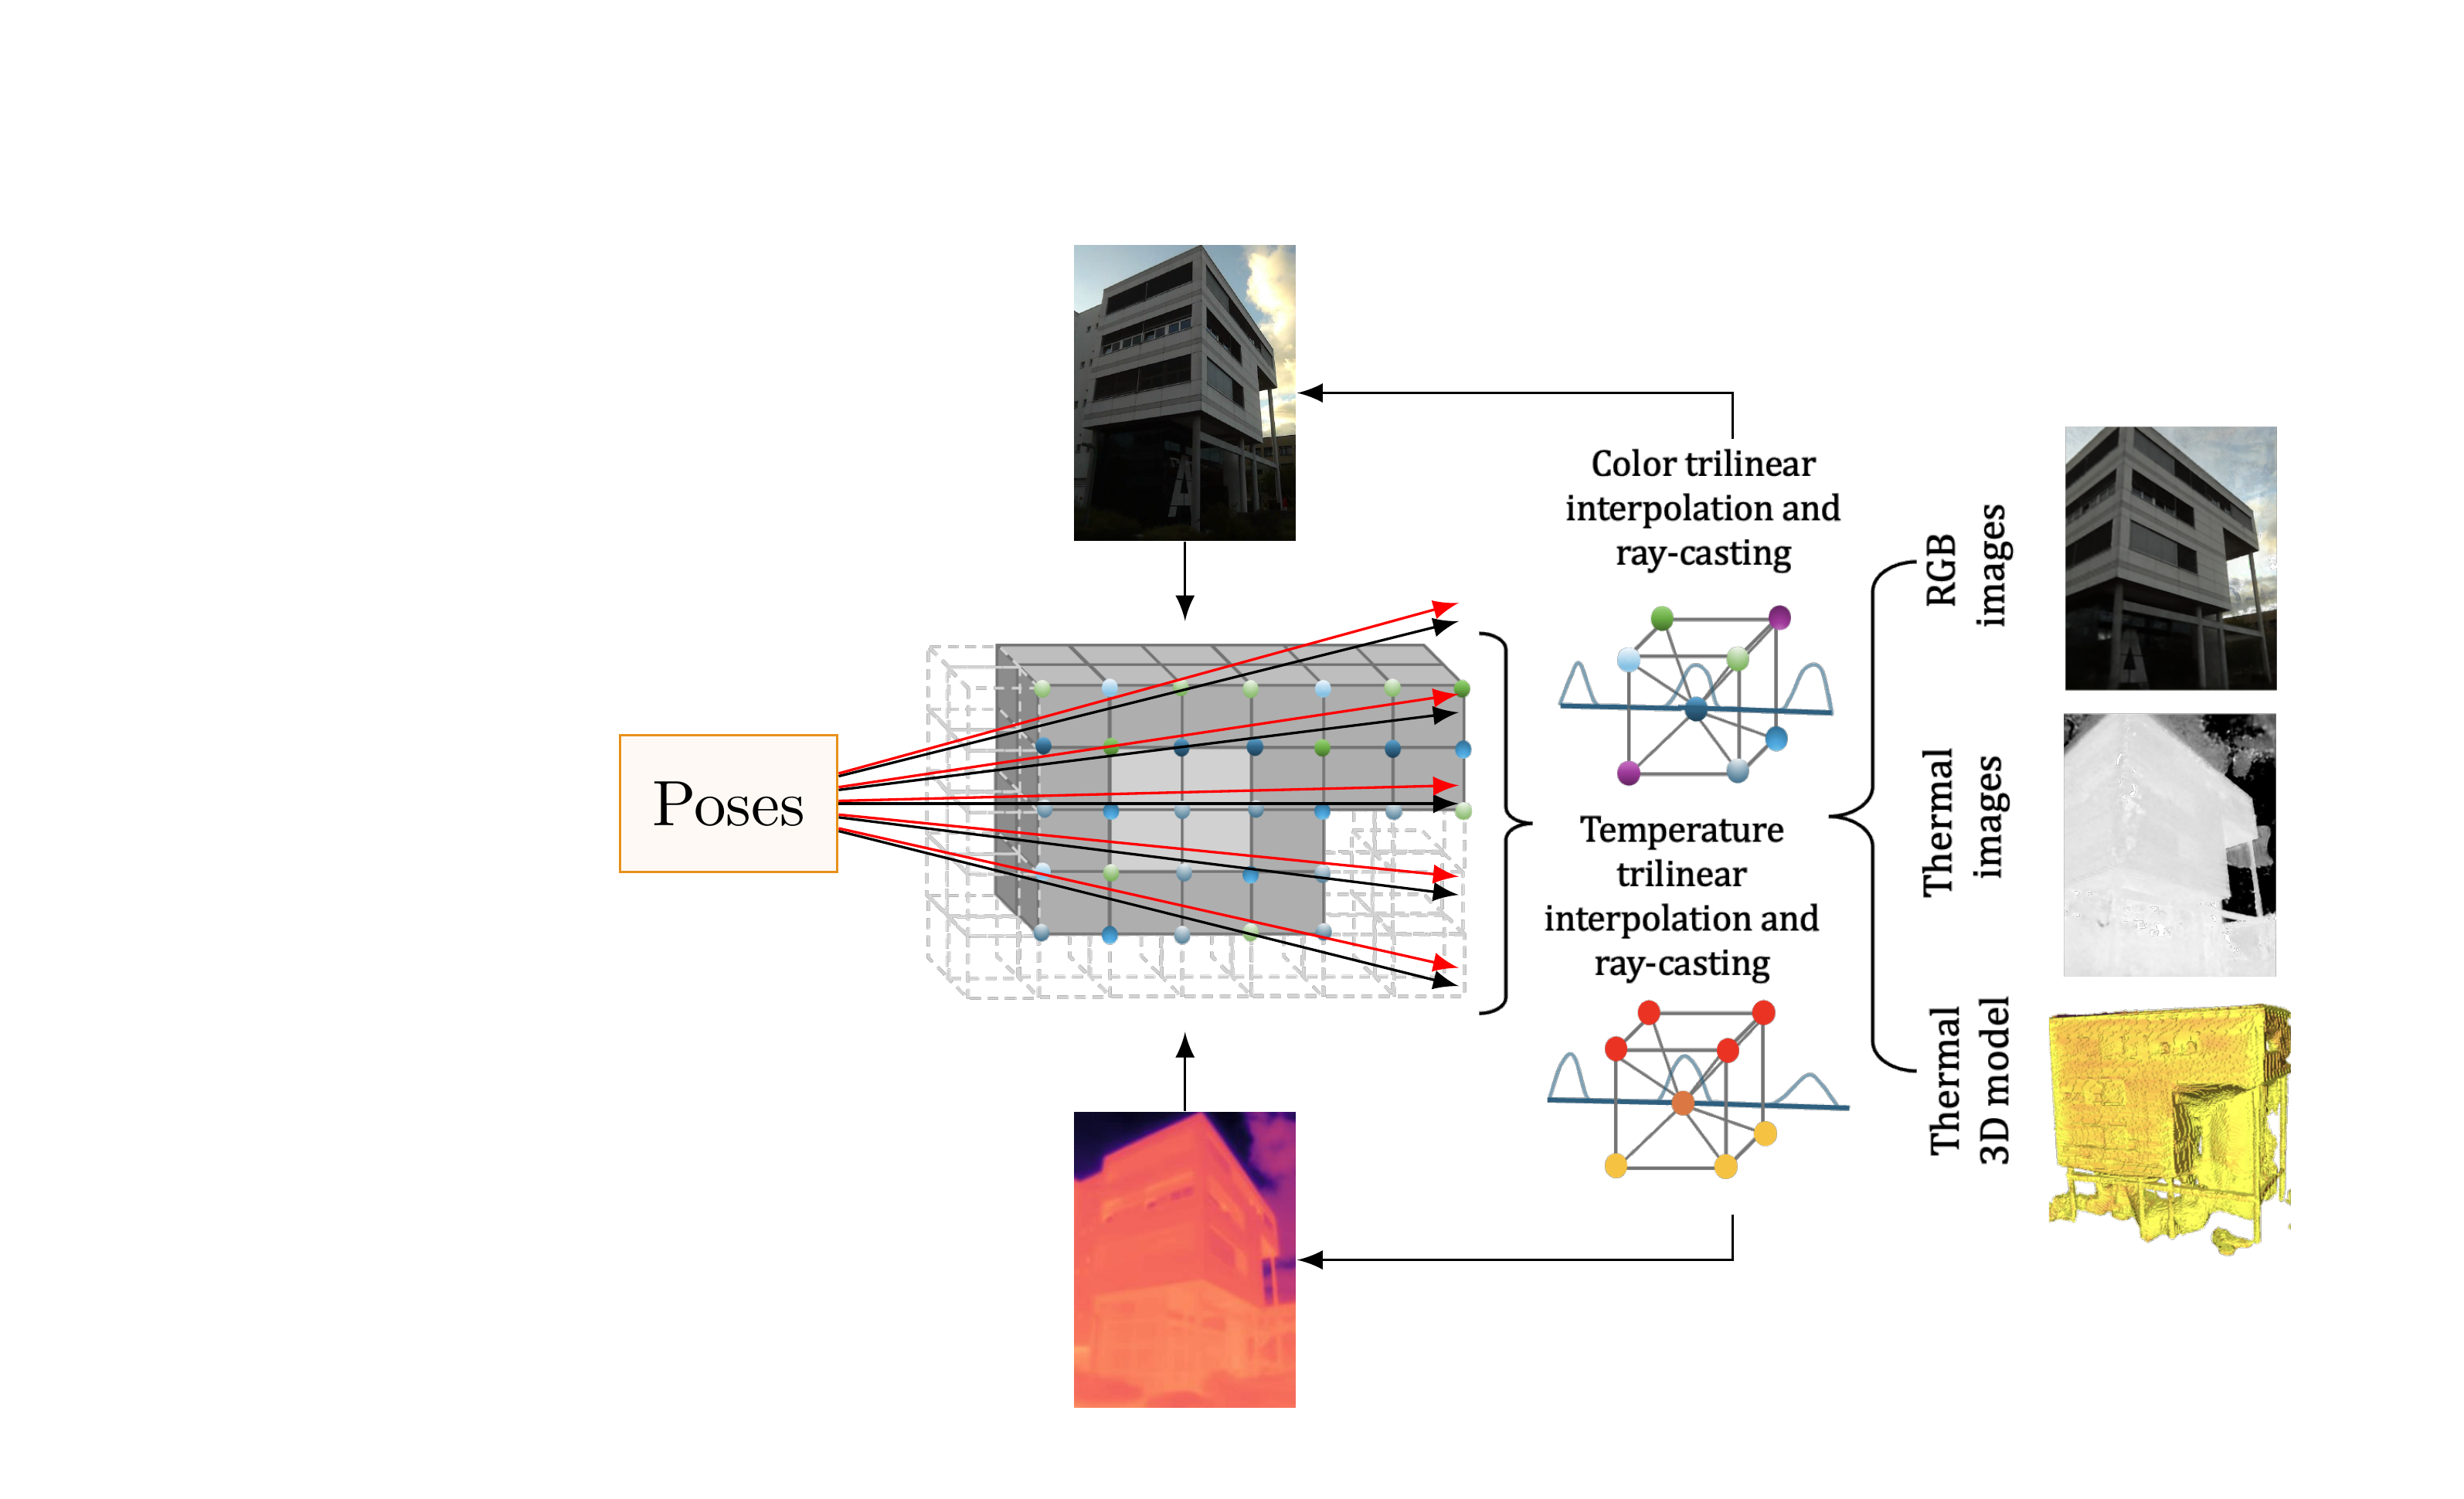 Poses
Color trilinear
interpolation and
ray-casting
Temperature
trilinear
interpolation and
ray-casting
RGB
images
Thermal
images
Thermal
3D model